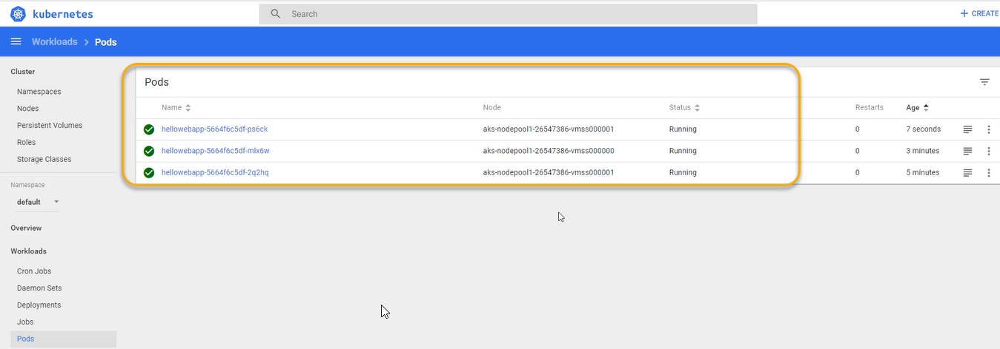 kubernetes
Search
CREATE
Workloads > Pods
Cluster
Namespaces
Nodes
Persistent Volumes
Roles
Storage Classes
Namespace
default
Overview
Workloads
Cron Jobs
Daemon Sets
Deployments
Jobs
Pods
Pods
Name Node Status Restarts Age
hellowebapp-5664f6c5df-ps6ck aks-nodepool1-26547386-vmss000001 Running 0 7 seconds
hellowebapp-5664f6c5df-mlx6w aks-nodepool1-26547386-vmss000000 Running 0 3 minutes
hellowebapp-5664f6c5df-2q2hq aks-nodepool1-26547386-vmss000001 Running 0 5 minutes